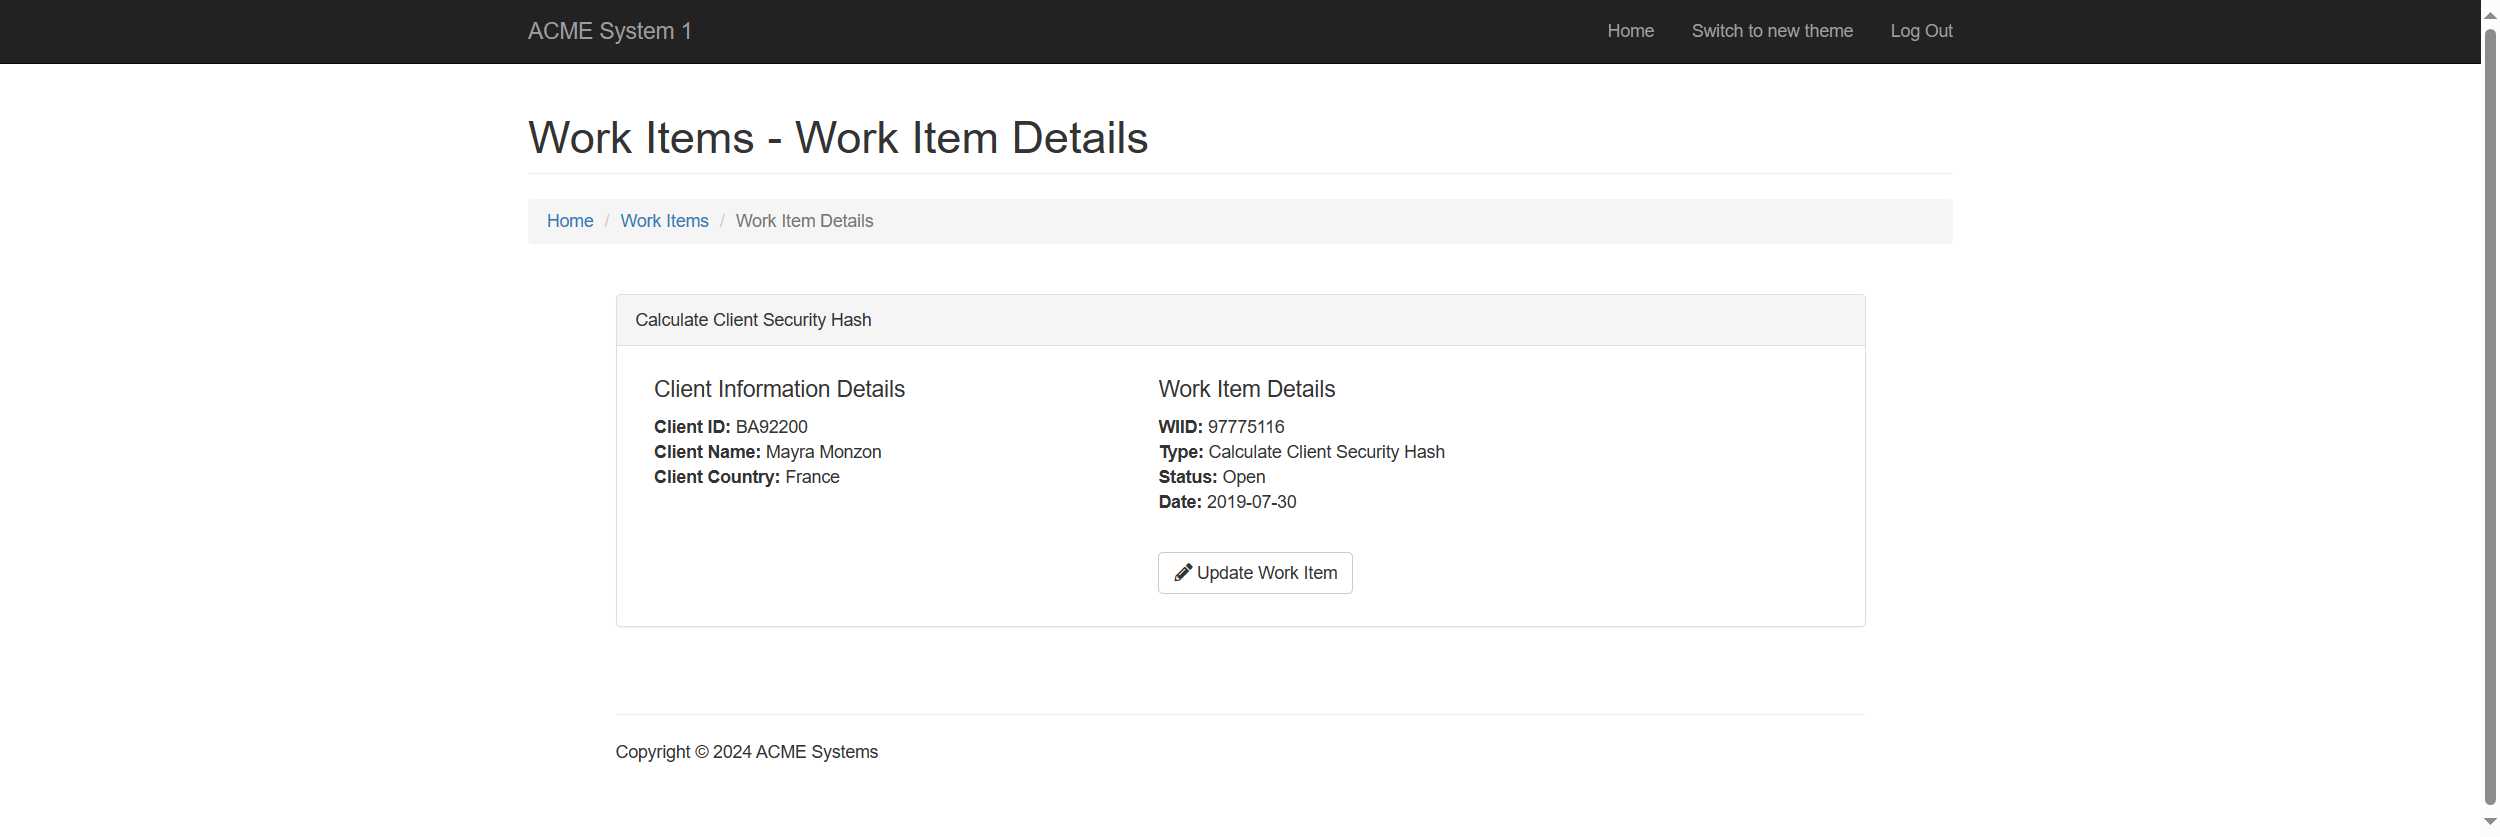 ACME System 1
Home
Switch to new theme
Log Out
Work Items - Work Item Details
Home / Work Items / Work Item Details
Calculate Client Security Hash
Client Information Details
Client ID: BA92200
Client Name: Mayra Monzon
Client Country: France
Work Item Details
WIID: 97775116
Type: Calculate Client Security Hash
Status: Open
Date: 2019-07-30
Update Work Item
Copyright © 2024 ACME Systems